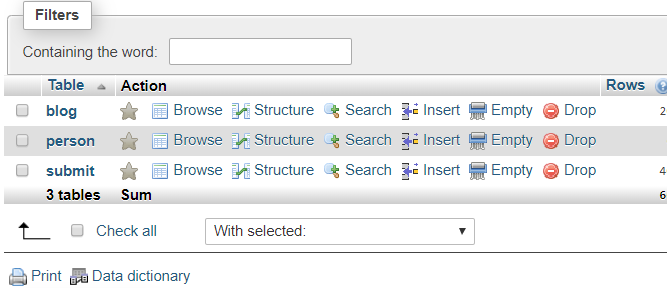 Filters
Containing the word:
Table Action Rows
blog Browse Structure Search Insert Empty Drop 2
person Browse Structure Search Insert Empty Drop
submit Browse Structure Search Insert Empty Drop 4
3 tables Sum 6
Check all With selected:
Print Data dictionary